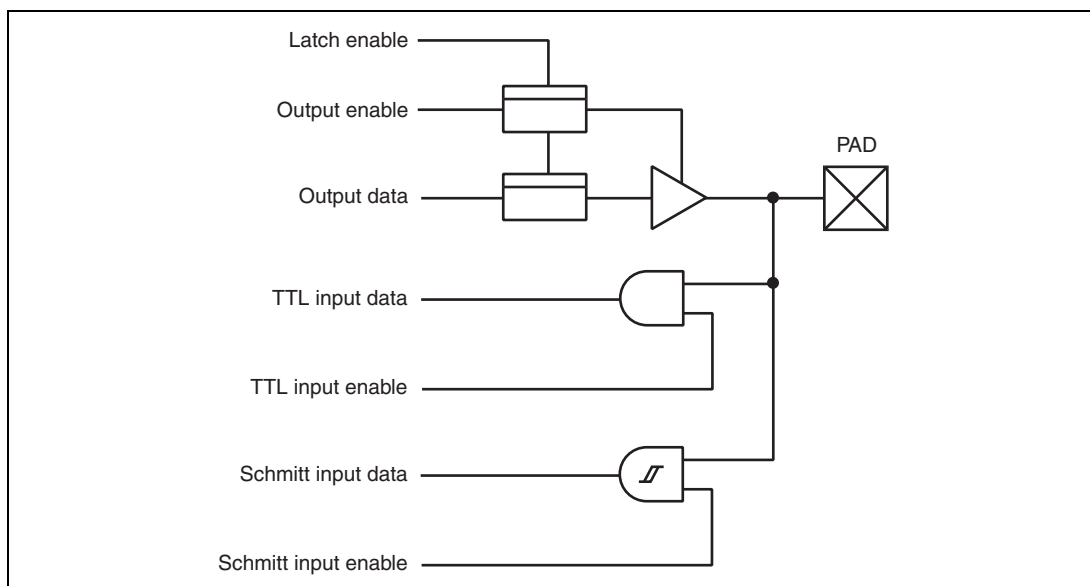 Latch enable
Output enable
PAD
Output data
TTL input data
TTL input enable
Schmitt input data
Schmitt input enable